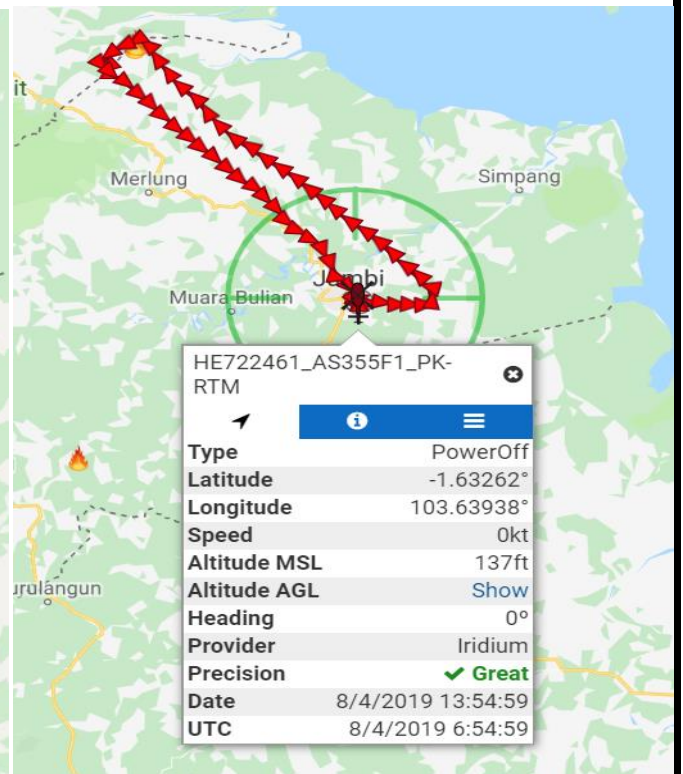 it
Merlung
Simpang
Jambi
Muara Bulian
HE722461_AS355F1_PK-
RTM
Type PowerOff
Latitude -1.63262°
Longitude 103.63938°
Speed 0kt
Altitude MSL 137ft
Altitude AGL Show
urulangun
Heading 0°
Provider Iridium
Precision ✔ Great
Date 8/4/2019 13:54:59
UTC 8/4/2019 6:54:59